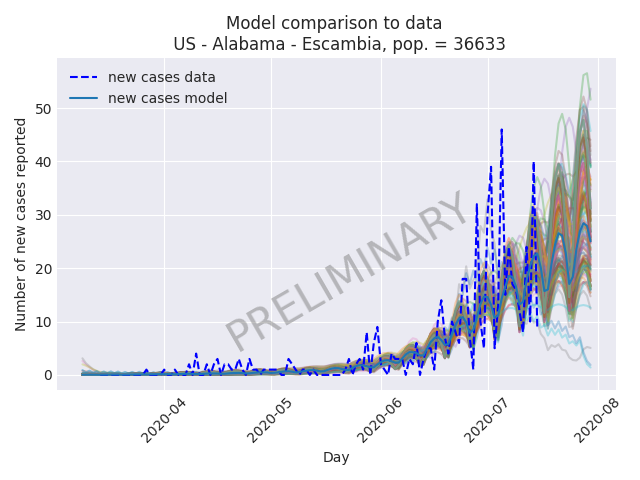 Model comparison to data
US - Alabama - Escambia, pop. = 36633
new cases data
new cases model
Number of new cases reported
50
40
30
20
10
0
PRELIMINARY
2020-04
2020-05
2020-06
2020-07
2020-08
Day